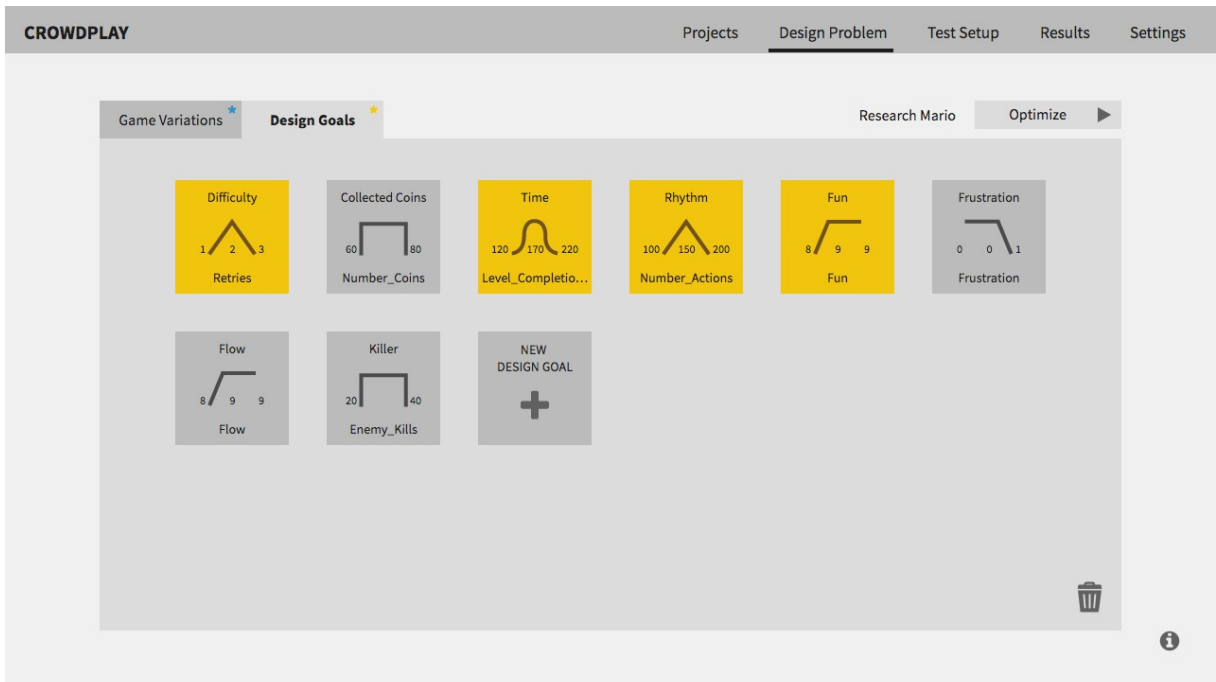 CROWDPLAY
Projects Design Problem Test Setup Results Settings
Game Variations * Design Goals * Research Mario Optimize
Difficulty
1 2 3
Retries
Collected Coins
60 80
Number_Coins
Time
120 170 220
Level_Completio...
Rhythm
100 150 200
Number_Actions
Fun
8 9 9
Fun
Frustration
0 0 1
Frustration
Flow
8 9 9
Flow
Killer
20 40
Enemy_Kills
NEW
DESIGN GOAL